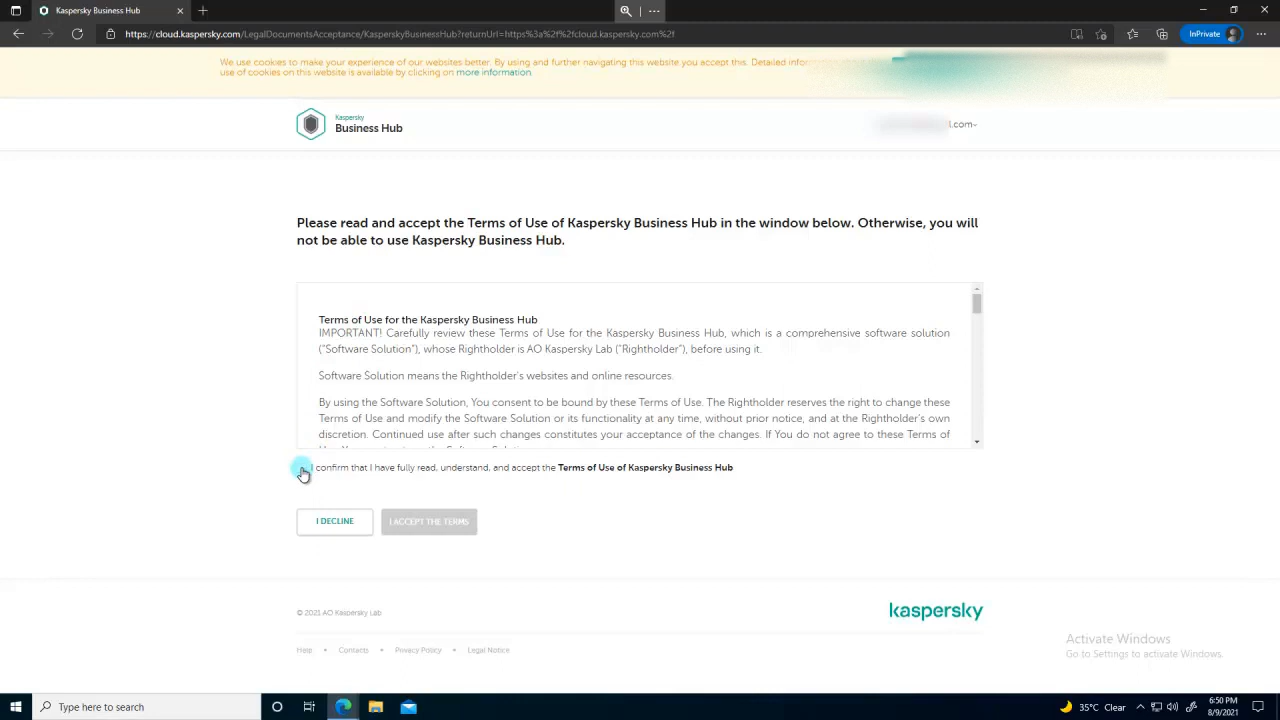 Kaspersky Business Hub
https://cloud.kaspersky.com/LegalDocumentsAcceptance/KasperskyBusinessHub?returnUrl=https%3a%2f%2fcloud.kaspersky.com%2f
InPrivate
We use cookies to make your experience of our websites better. By using and further navigating this website you accept this. Detailed
use of cookies on this website is available by clicking on more information.
Kaspersky
Business Hub
l.com
Please read and accept the Terms of Use of Kaspersky Business Hub in the window below. Otherwise, you will
not be able to use Kaspersky Business Hub.
Terms of Use for the Kaspersky Business Hub
IMPORTANT! Carefully review these Terms of Use for the Kaspersky Business Hub, which is a comprehensive software solution
("Software Solution"), whose Rightholder is AO Kaspersky Lab ("Rightholder"), before using it.
Software Solution means the Rightholder's websites and online resources.
By using the Software Solution, You consent to be bound by these Terms of Use. The Rightholder reserves the right to change these
Terms of Use and modify the Software Solution or its functionality at any time, without prior notice, and at the Rightholder's own
discretion. Continued use after such changes constitutes your acceptance of the changes. If You do not agree to these Terms of
I confirm that I have fully read, understand, and accept the Terms of Use of Kaspersky Business Hub
I DECLINE
I ACCEPT THE TERMS
© 2021 AO Kaspersky Lab
kaspersky
Help • Contacts • Privacy Policy • Legal Notice
Activate Windows
Go to Settings to activate Windows.
Type here to search
35°C Clear
6:50 PM
8/9/2021